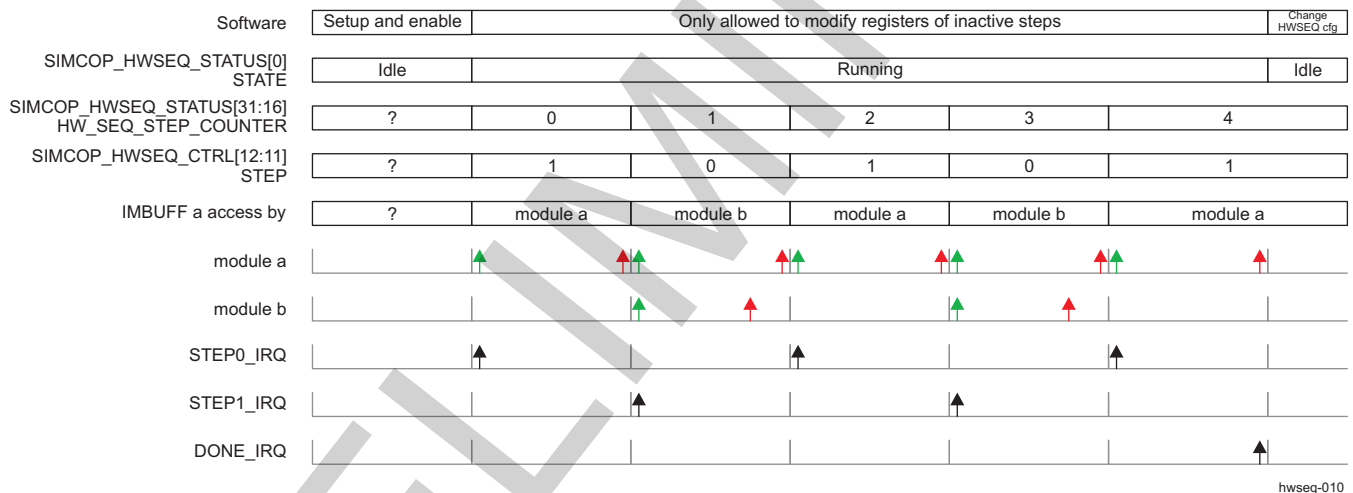 Software
Setup and enable
Only allowed to modify registers of inactive steps
Change
HWSEQ cfg
SIMCOP_HWSEQ_STATUS[0]
STATE
Idle
Running
Idle
SIMCOP_HWSEQ_STATUS[31:16]
HW_SEQ_STEP_COUNTER
?
0
1
2
3
4
SIMCOP_HWSEQ_CTRL[12:11]
STEP
?
1
0
1
0
1
IMBUFF a access by
?
module a
module b
module a
module b
module a
module a
module b
STEP0_IRQ
STEP1_IRQ
DONE_IRQ
hwseq-010